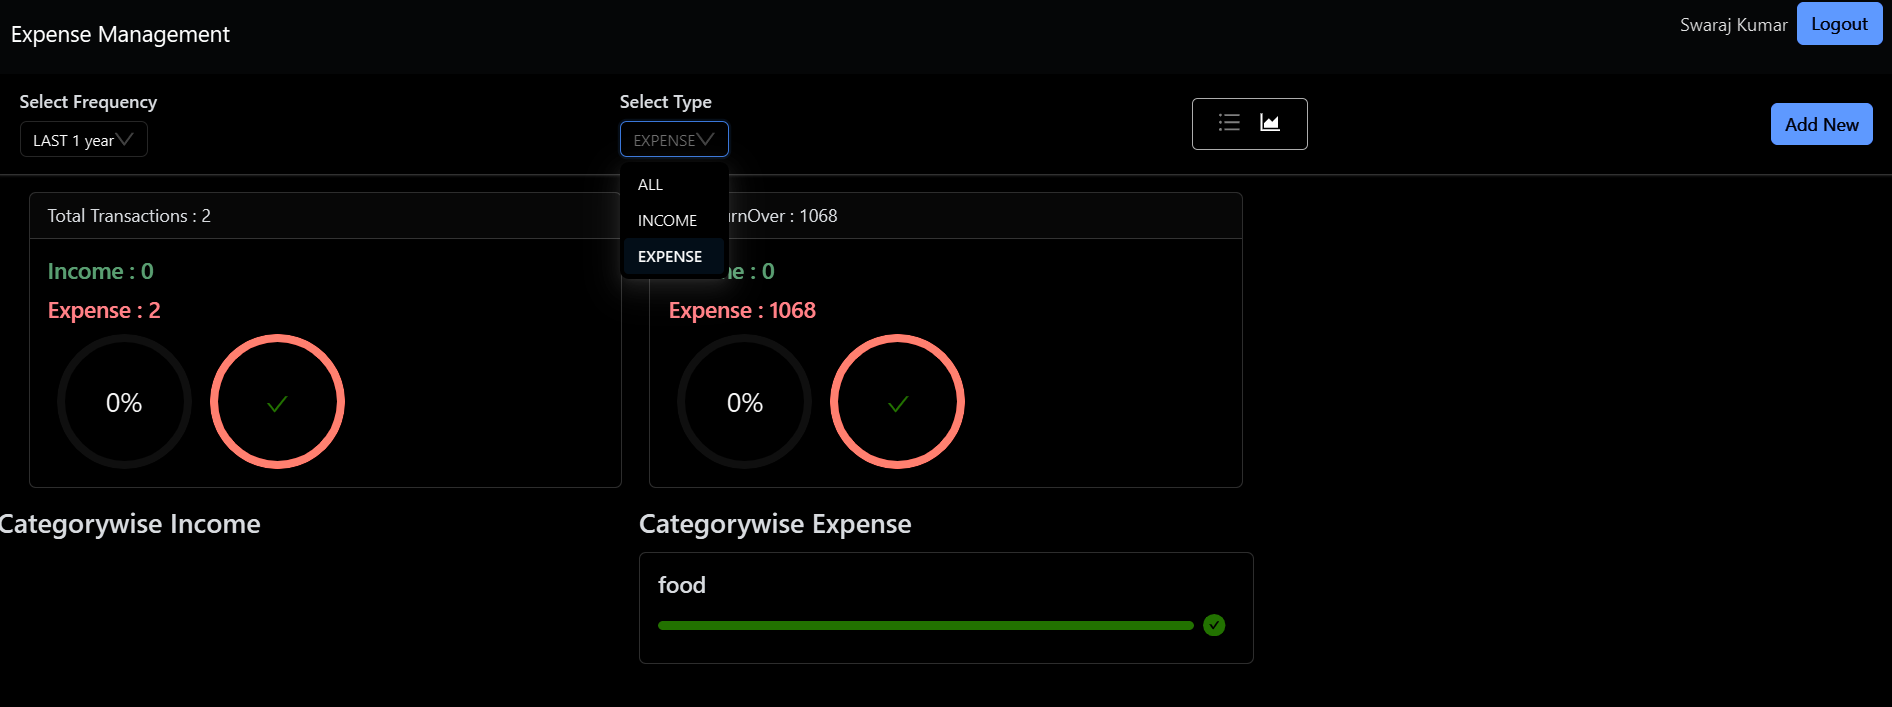 Expense Management
Swaraj Kumar
Logout
Select Frequency
LAST 1 year
Select Type
EXPENSE
Add New
ALL
INCOME
EXPENSE
Total Transactions : 2
Income : 0
Expense : 2
0%
: 1068
: 0
Expense : 1068
0%
Categorywise Income
Categorywise Expense
food